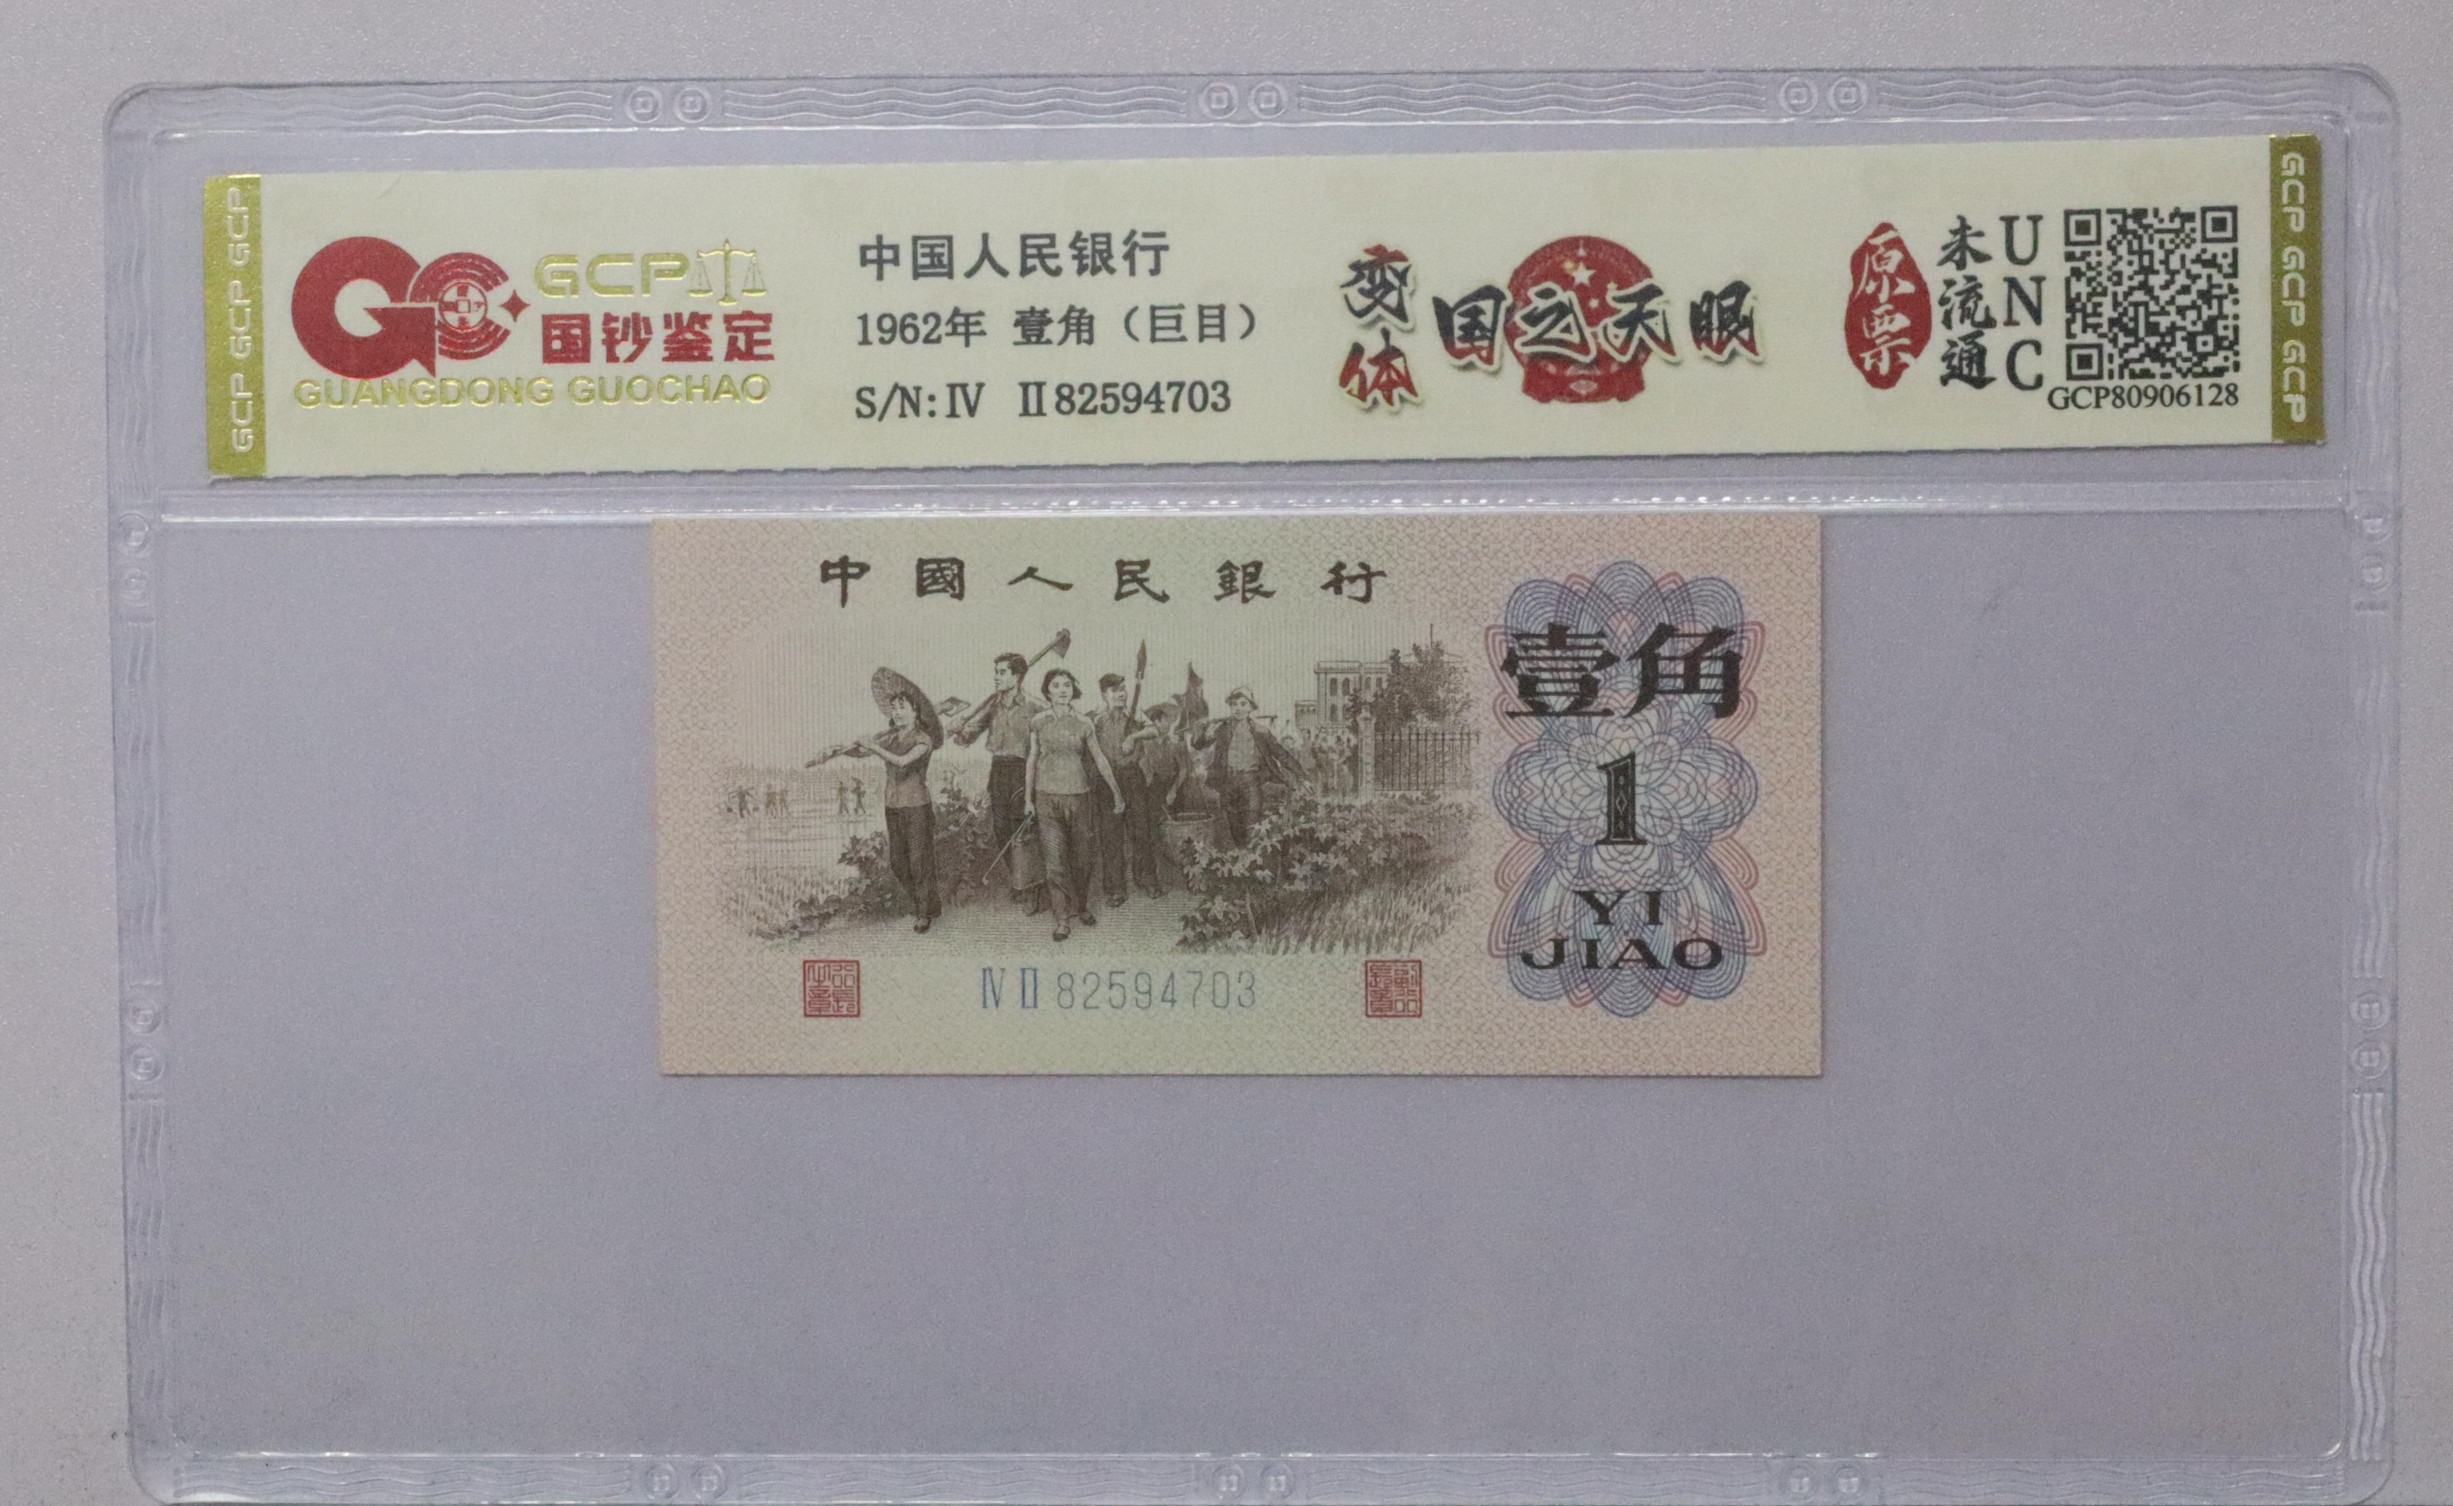 GCP GCP GCP
GCP
国钞鉴定
GUANGDONG GUOCHAO
中国人民银行
1962年 壹角（巨目）
S/N: Ⅳ Ⅱ82594703
变体
国之天眼
原票
未流通
UNC
GCP80906128
GCP GCP GCP
中國人民銀行
壹角
1
YI
JIAO
Ⅳ Ⅱ 82594703